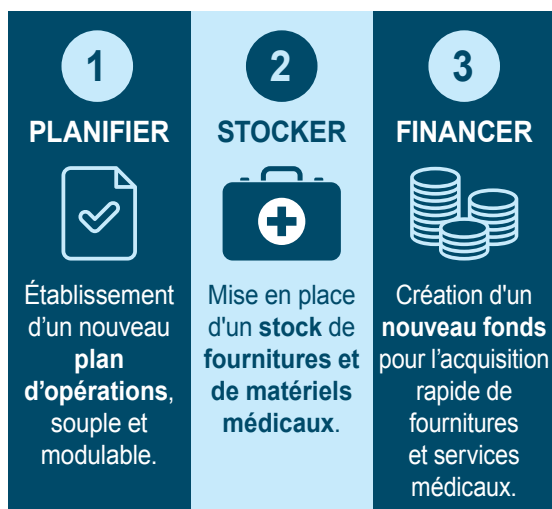 1
PLANIFIER
Établissement
d’un nouveau
plan
d’opérations,
souple et
modulable.
2
STOCKER
Mise en place
d'un stock de
fournitures et
de matériels
médicaux.
3
FINANCER
Création d'un
nouveau fonds
pour l’acquisition
rapide de
fournitures
et services
médicaux.